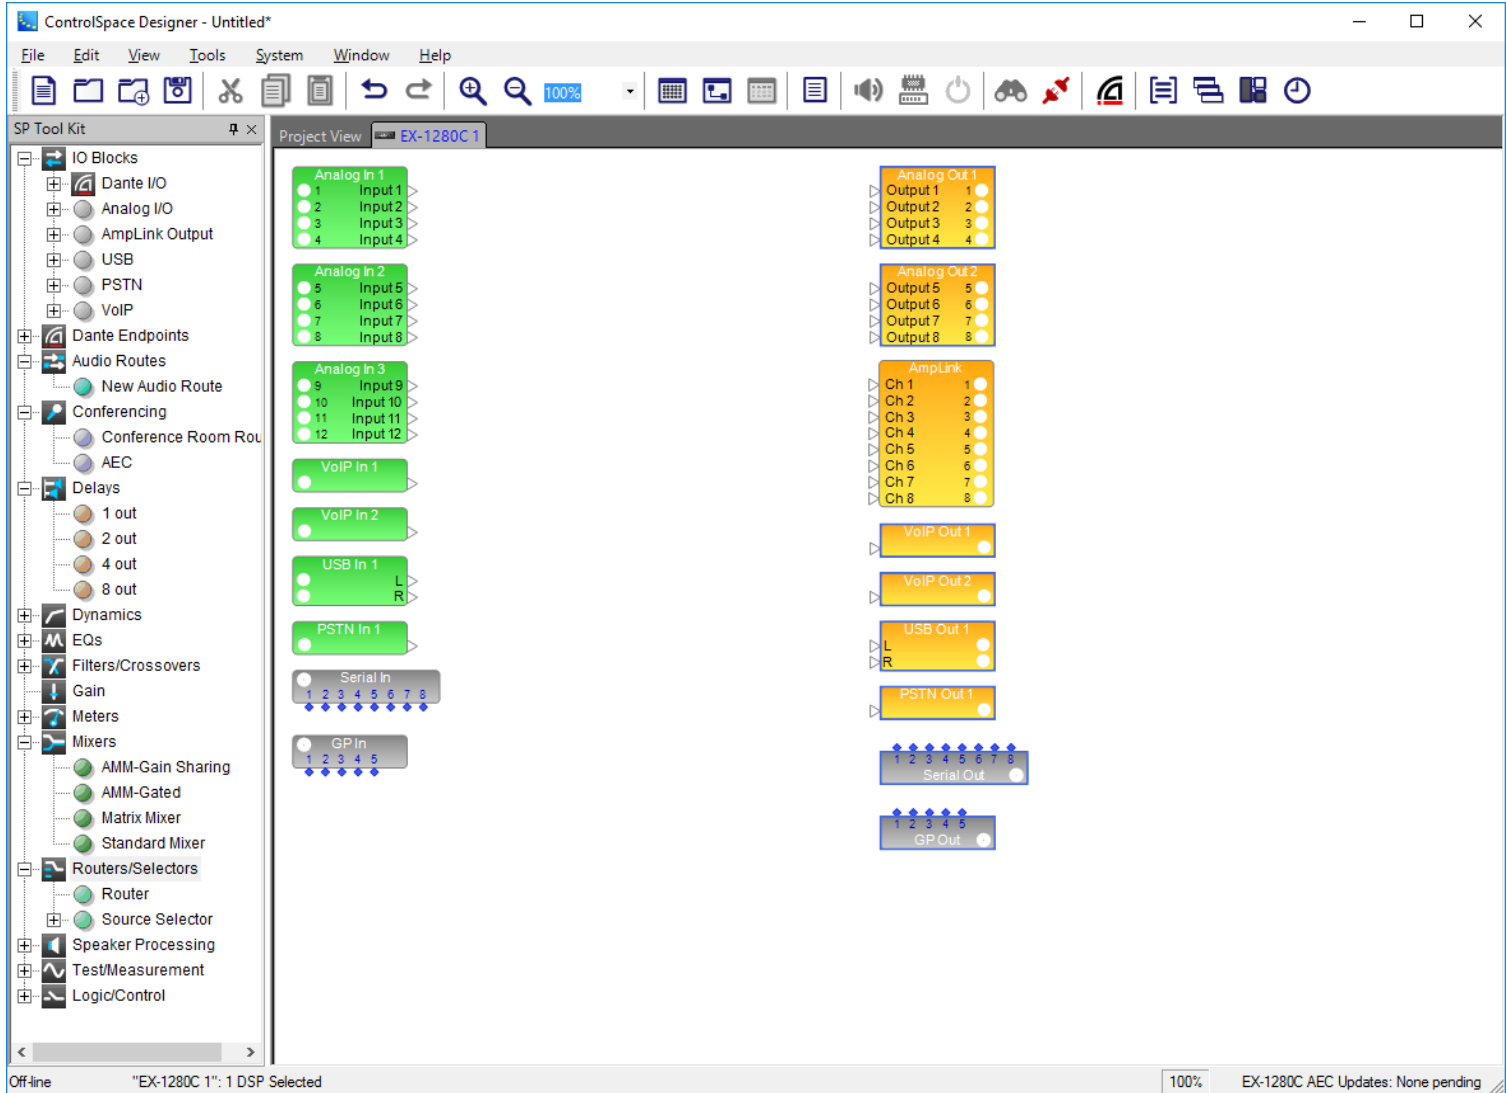 ControlSpace Designer - Untitled*
File Edit View Tools System Window Help
100%
SP Tool Kit
IO Blocks
Dante I/O
Analog I/O
AmpLink Output
USB
PSTN
VoIP
Dante Endpoints
Audio Routes
New Audio Route
Conferencing
Conference Room Rou
AEC
Delays
1 out
2 out
4 out
8 out
Dynamics
EQs
Filters/Crossovers
Gain
Meters
Mixers
AMM-Gain Sharing
AMM-Gated
Matrix Mixer
Standard Mixer
Routers/Selectors
Router
Source Selector
Speaker Processing
Test/Measurement
Logic/Control
Project View EX-1280C 1
Analog In 1
1 Input 1
2 Input 2
3 Input 3
4 Input 4
Analog In 2
5 Input 5
6 Input 6
7 Input 7
8 Input 8
Analog In 3
9 Input 9
10 Input 10
11 Input 11
12 Input 12
VoIP In 1
VoIP In 2
USB In 1
L
R
PSTN In 1
Serial In
1 2 3 4 5 6 7 8
GP In
1 2 3 4 5
Analog Out 1
Output 1 1
Output 2 2
Output 3 3
Output 4 4
Analog Out 2
Output 5 5
Output 6 6
Output 7 7
Output 8 8
AmpLink
Ch 1 1
Ch 2 2
Ch 3 3
Ch 4 4
Ch 5 5
Ch 6 6
Ch 7 7
Ch 8 8
VoIP Out 1
VoIP Out 2
USB Out 1
L
R
PSTN Out 1
1 2 3 4 5 6 7 8
Serial Out
1 2 3 4 5
GP Out
Off-line "EX-1280C 1": 1 DSP Selected 100% EX-1280C AEC Updates: None pending